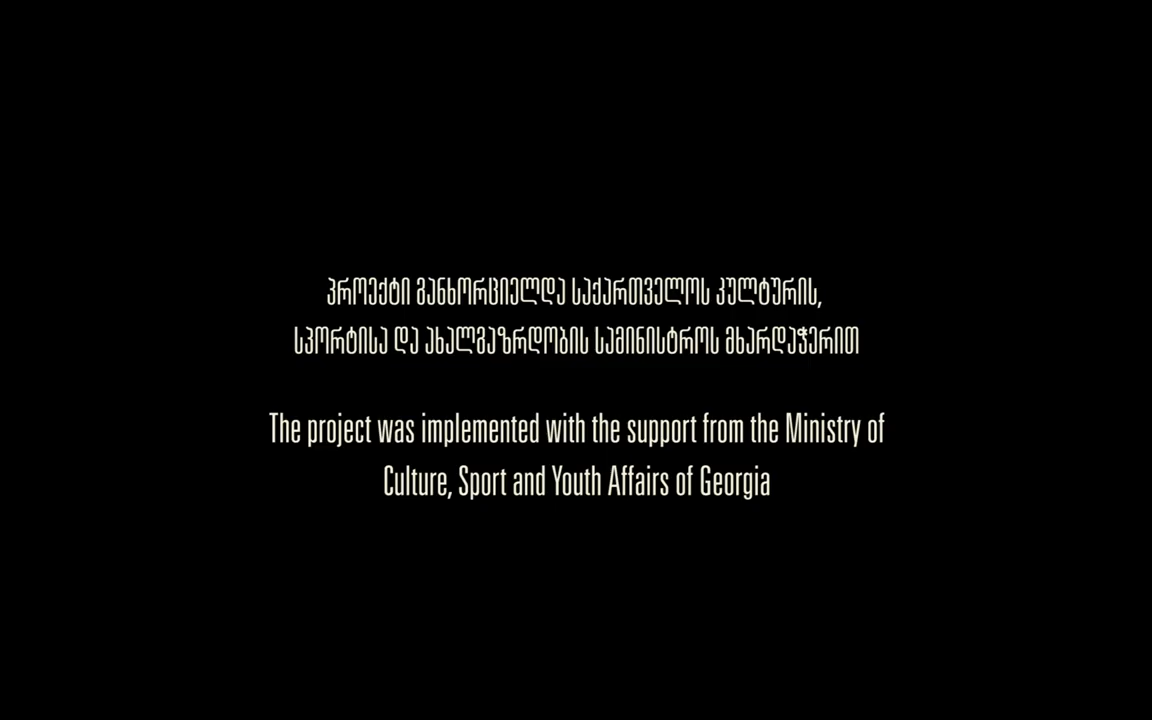 პროექტი განხორციელდა საქართველოს კულტურის,
სპორტისა და ახალგაზრდობის სამინისტროს მხარდაჭერით
The project was implemented with the support from the Ministry of
Culture, Sport and Youth Affairs of Georgia